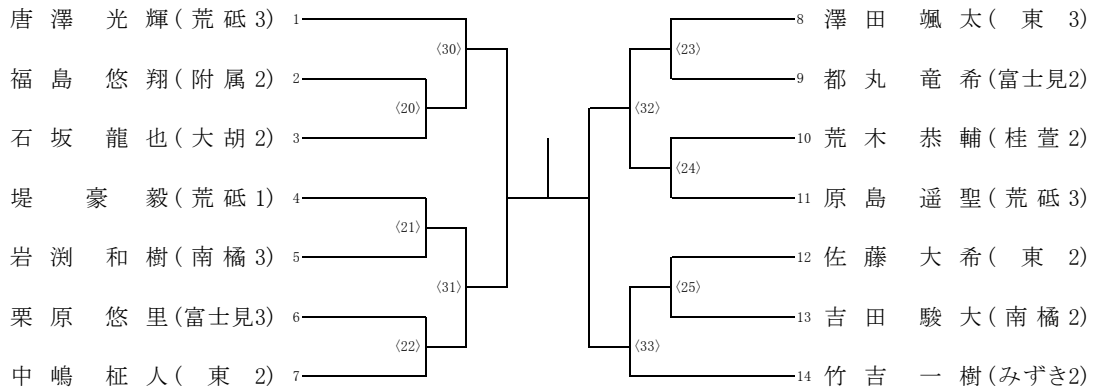 唐澤 光輝(荒砥3) 1
〈30〉
福島 悠翔(附属2) 2
〈20〉
石坂 龍也(大胡2) 3
堤 豪毅(荒砥1) 4
〈21〉
岩渕 和樹(南橘3) 5
〈31〉
栗原 悠里(富士見3) 6
〈22〉
中嶋 柾人(東2) 7
8 澤田 颯太(東3)
〈23〉
9 都丸 竜希(富士見2)
〈32〉
10 荒木 恭輔(桂萱2)
〈24〉
11 原島 遥聖(荒砥3)
12 佐藤 大希(東2)
〈25〉
13 吉田 駿大(南橘2)
〈33〉
14 竹吉 一樹(みずき2)